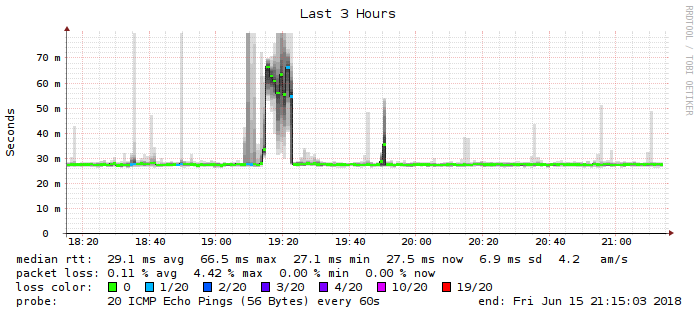 Last 3 Hours
RRDTOOL / TOBI OETIKER
Seconds
70 m
60 m
50 m
40 m
30 m
20 m
10 m
0
18:20 18:40 19:00 19:20 19:40 20:00 20:20 20:40 21:00
median rtt: 29.1 ms avg 66.5 ms max 27.1 ms min 27.5 ms now 6.9 ms sd 4.2 am/s
packet loss: 0.11 % avg 4.42 % max 0.00 % min 0.00 % now
loss color: 0 1/20 2/20 3/20 4/20 10/20 19/20
probe: 20 ICMP Echo Pings (56 Bytes) every 60s end: Fri Jun 15 21:15:03 2018